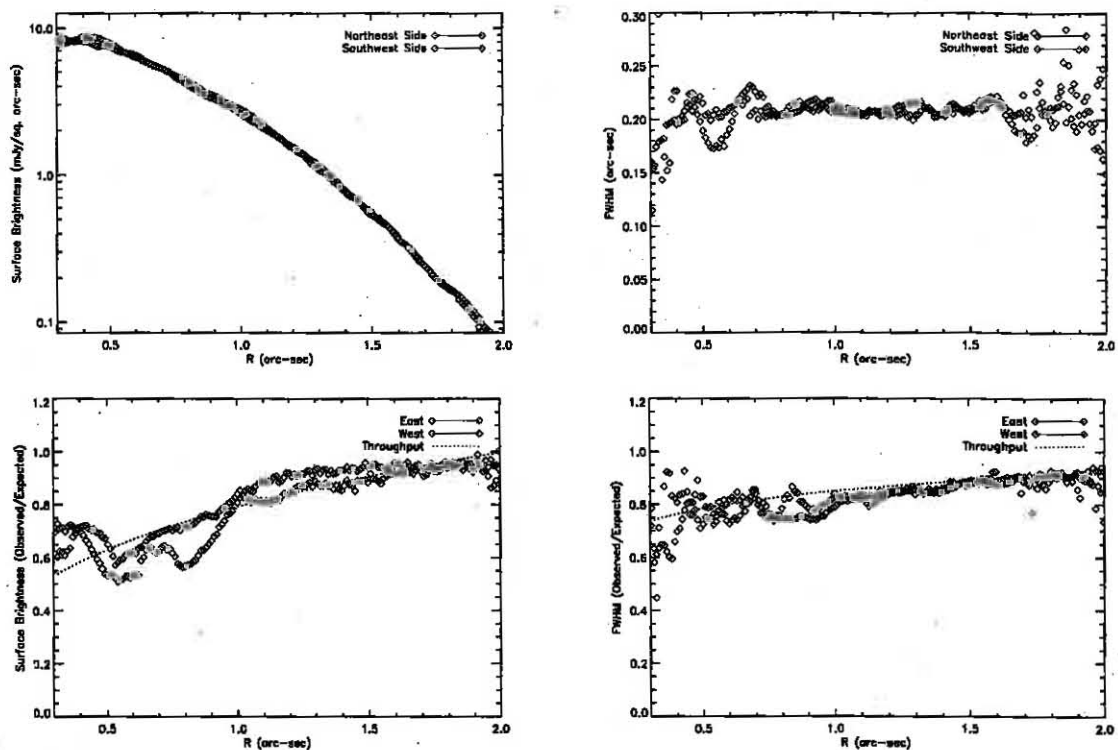 10.0
1.0
0.1
0.5
1.0
1.5
2.0
Surface Brightness (mJy/sq. arc-sec)
R (arc-sec)
Northeast Side
Southwest Side
0.30
0.25
0.20
0.15
0.10
0.05
0.00
0.5
1.0
1.5
2.0
FWHM (arc-sec)
R (arc-sec)
Northeast Side
Southwest Side
1.2
1.0
0.8
0.6
0.4
0.2
0.0
0.5
1.0
1.5
2.0
Surface Brightness (Observed/Expected)
R (arc-sec)
East
West
Throughput
1.2
1.0
0.8
0.6
0.4
0.2
0.0
0.5
1.0
1.5
2.0
FWHM (Observed/Expected)
R (arc-sec)
East
West
Throughput